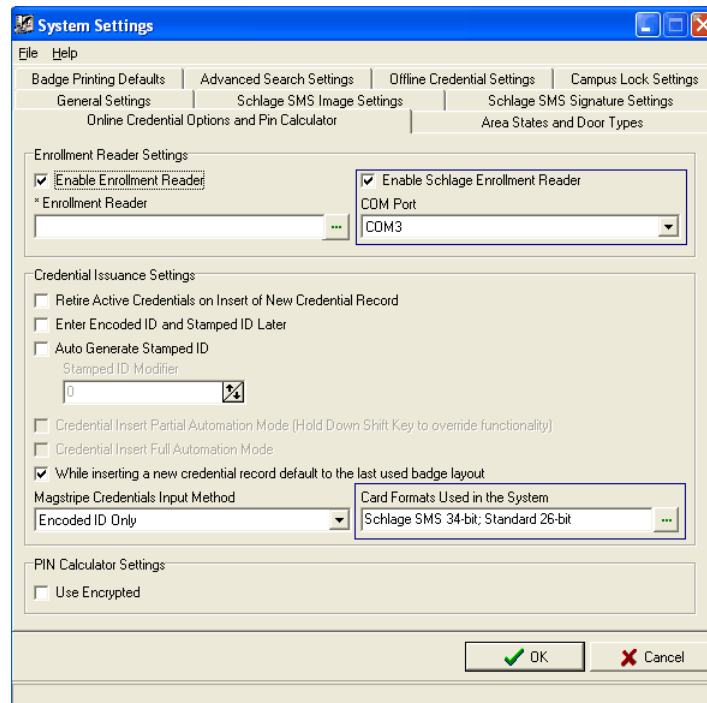 System Settings
File Help
Badge Printing Defaults Advanced Search Settings Offline Credential Settings Campus Lock Settings
General Settings Schlage SMS Image Settings Schlage SMS Signature Settings
Online Credential Options and Pin Calculator Area States and Door Types
Enrollment Reader Settings
Enable Enrollment Reader Enable Schlage Enrollment Reader
* Enrollment Reader COM Port
... COM3
Credential Issuance Settings
Retire Active Credentials on Insert of New Credential Record
Enter Encoded ID and Stamped ID Later
Auto Generate Stamped ID
Stamped ID Modifier
0
Credential Insert Partial Automation Mode (Hold Down Shift Key to override functionality)
Credential Insert Full Automation Mode
While inserting a new credential record default to the last used badge layout
Magstripe Credentials Input Method Card Formats Used in the System
Encoded ID Only Schlage SMS 34-bit; Standard 26-bit ...
PIN Calculator Settings
Use Encrypted
OK Cancel